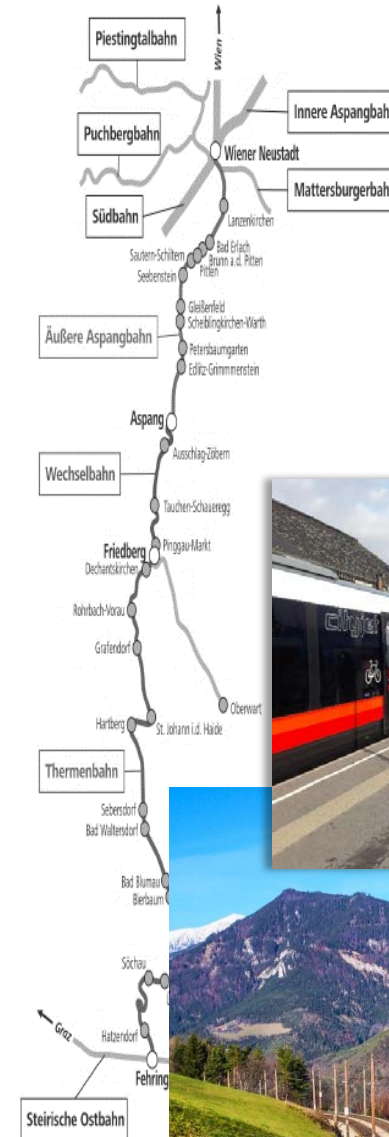 Wien
Piestingtalbahn
Innere Aspangbah
Puchbergbahn
Wiener Neustadt
Mattersburgerbah
Südbahn
Lanzenkirchen
Bad Erlach
Sautern-Schiltern
Brunn a.d. Pitten
Pitten
Seebenstein
Gleißenfeld
Scheiblingkirchen-Warth
Äußere Aspangbahn
Petersbaumgarten
Edlitz-Grimmenstein
Aspang
Ausschlag-Zöbern
Wechselbahn
Tauchen-Schaueregg
Pinggau-Markt
Friedberg
Dechantskirchen
Rohrbach-Vorau
cityjet
Grafendorf
Oberwart
Hartberg
St. Johann i.d. Haide
Thermenbahn
Sebersdorf
Bad Waltersdorf
Bad Blumau
Bierbaum
Söchau
Graz
Hatzendorf
Fehring
Steirische Ostbahn